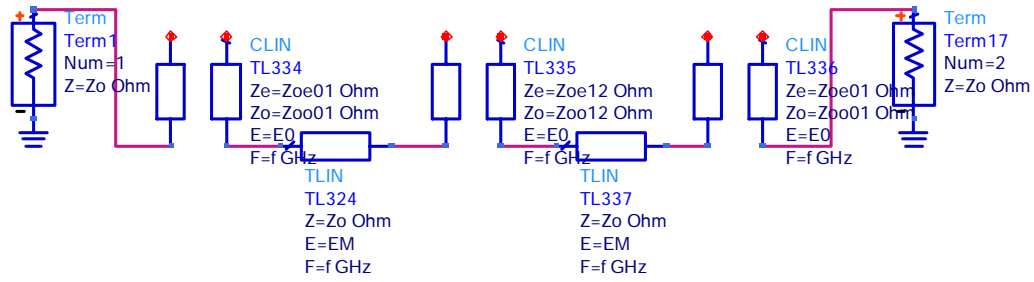 Term
Term1
Num=1
Z=Zo Ohm
CLIN
TL334
Ze=Zoe01 Ohm
Zo=Zoo01 Ohm
E=E0
F=f GHz
TLIN
TL324
Z=Zo Ohm
E=EM
F=f GHz
CLIN
TL335
Ze=Zoe12 Ohm
Zo=Zoo12 Ohm
E=E0
F=f GHz
TLIN
TL337
Z=Zo Ohm
E=EM
F=f GHz
CLIN
TL336
Ze=Zoe01 Ohm
Zo=Zoo01 Ohm
E=E0
F=f GHz
Term
Term17
Num=2
Z=Zo Ohm